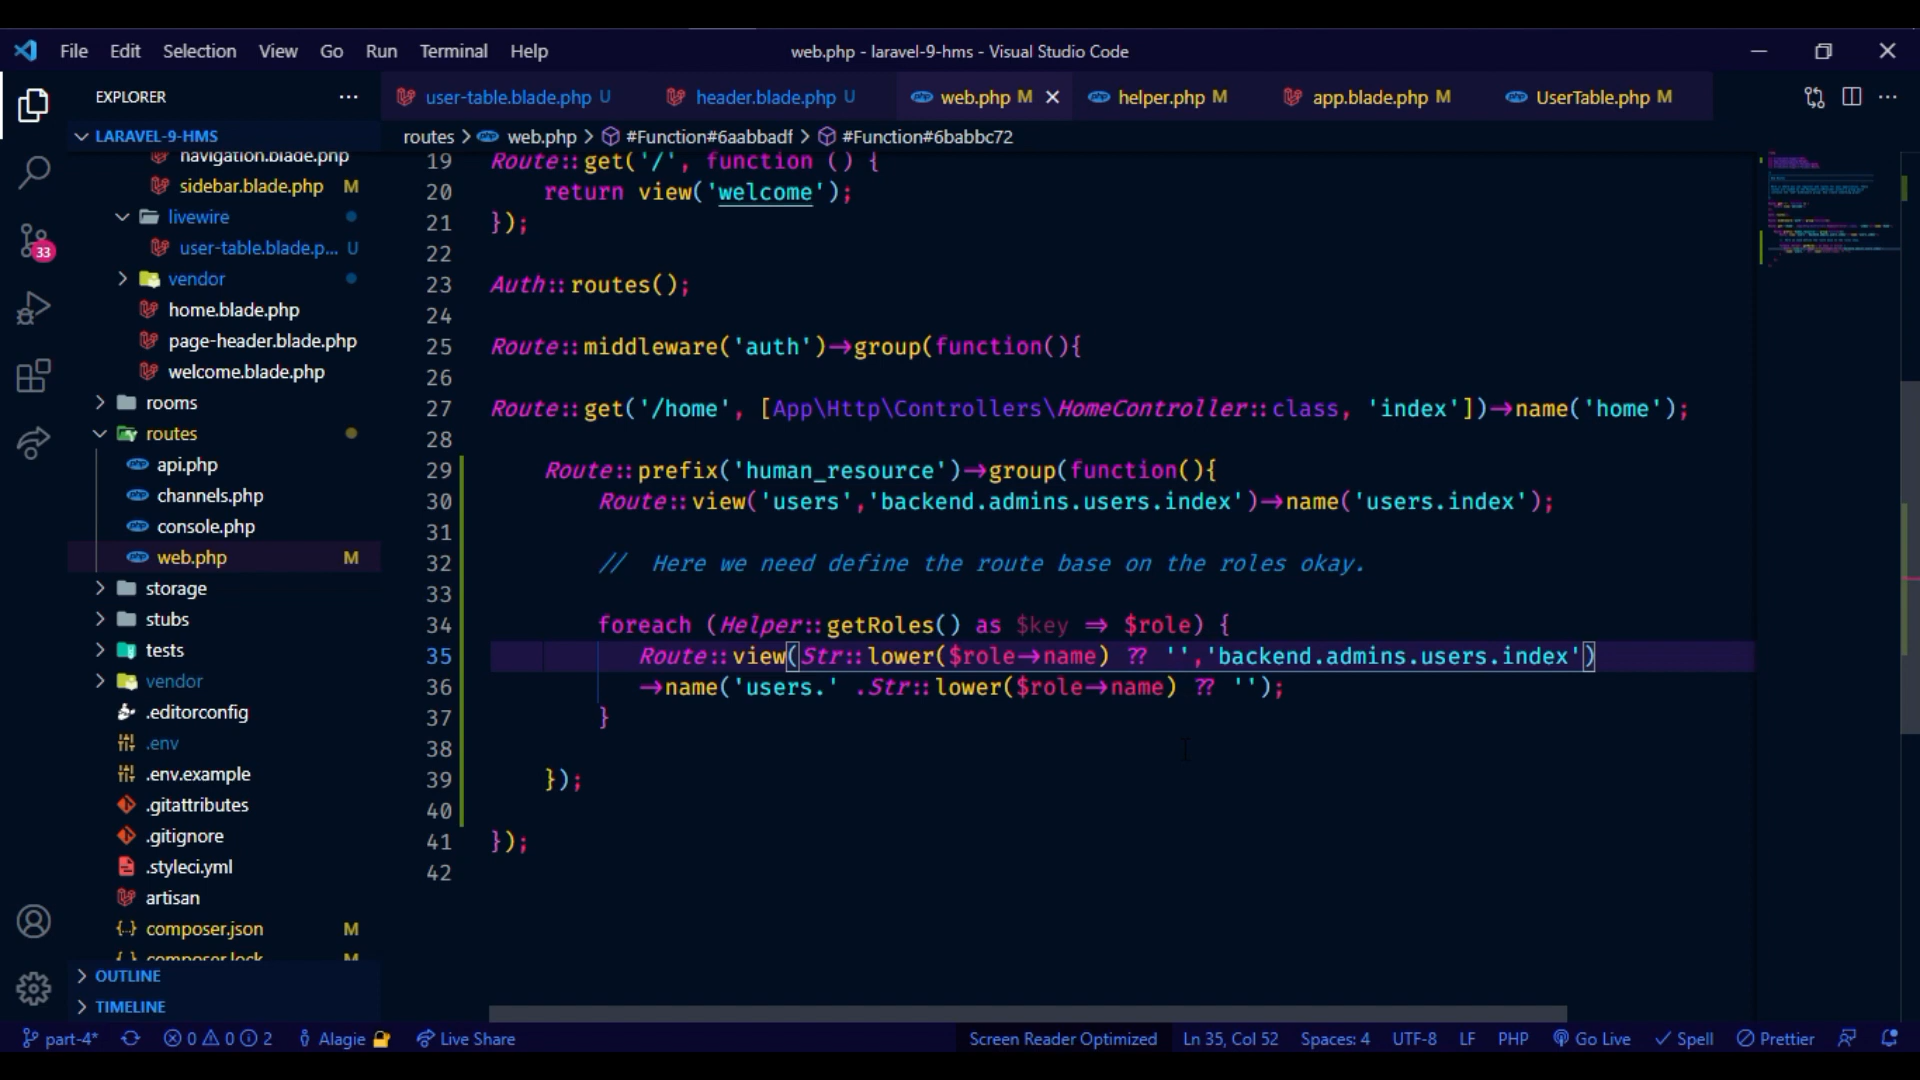 File Edit Selection View Go Run Terminal Help
web.php - laravel-9-hms - Visual Studio Code
EXPLORER
user-table.blade.php U
header.blade.php U
web.php M
helper.php M
app.blade.php M
UserTable.php M
LARAVEL-9-HMS
routes > web.php > #Function#6aabbadf > #Function#6babbc72
navigation.blade.php
sidebar.blade.php M
livewire
user-table.blade.p... U
vendor
home.blade.php
page-header.blade.php
welcome.blade.php
rooms
routes
api.php
channels.php
console.php
web.php M
storage
stubs
tests
vendor
.editorconfig
.env
.env.example
.gitattributes
.gitignore
.styleci.yml
artisan
composer.json M
composer.lock M
OUTLINE
TIMELINE
33
19 Route::get('/', function () {
20 return view('welcome');
21 });
22
23 Auth::routes();
24
25 Route::middleware('auth')->group(function(){
26
27 Route::get('/home', [App\Http\Controllers\HomeController::class, 'index'])->name('home');
28
29 Route::prefix('human_resource')->group(function(){
30 Route::view('users','backend.admins.users.index')->name('users.index');
31
32 // Here we need define the route base on the roles okay.
33
34 foreach (Helper::getRoles() as $key => $role) {
35 Route::view(Str::lower($role->name) ?? '','backend.admins.users.index')
36 ->name('users.' .Str::lower($role->name) ?? '');
37 }
38
39 });
40
41 });
42
part-4* 0 0 2 Alagie Live Share Screen Reader Optimized Ln 35, Col 52 Spaces: 4 UTF-8 LF PHP Go Live Spell Prettier